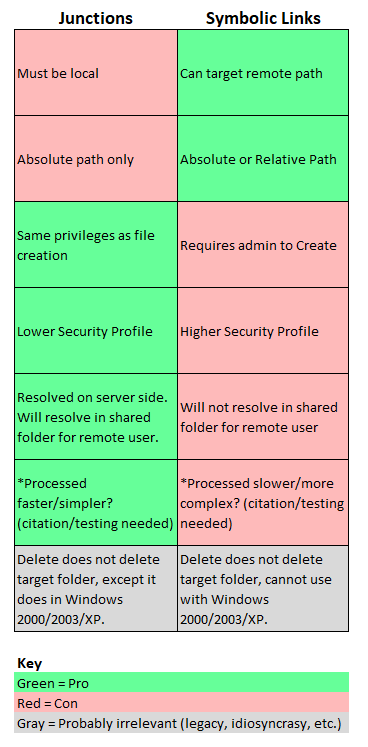 Junctions Symbolic Links
Must be local Can target remote path
Absolute path only Absolute or Relative Path
Same privileges as file
creation
Requires admin to Create
Lower Security Profile Higher Security Profile
Resolved on server side.
Will resolve in shared
folder for remote user.
Will not resolve in shared
folder for remote user
*Processed
faster/simpler?
(citation/testing needed)
*Processed slower/more
complex? (citation/testing
needed)
Delete does not delete
target folder, except it
does in Windows
2000/2003/XP.
Delete does not delete
target folder, cannot use
with Windows
2000/2003/XP.
Key
Green = Pro
Red = Con
Gray = Probably irrelevant (legacy, idiosyncrasy, etc.)